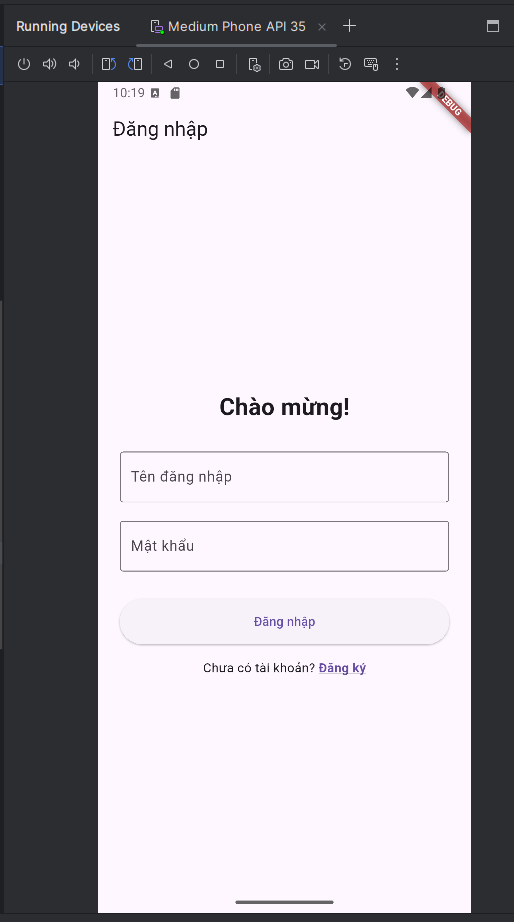 Running Devices
Medium Phone API 35
10:19
DEBUG
Đăng nhập
Chào mừng!
Tên đăng nhập
Mật khẩu
Đăng nhập
Chưa có tài khoản? Đăng ký